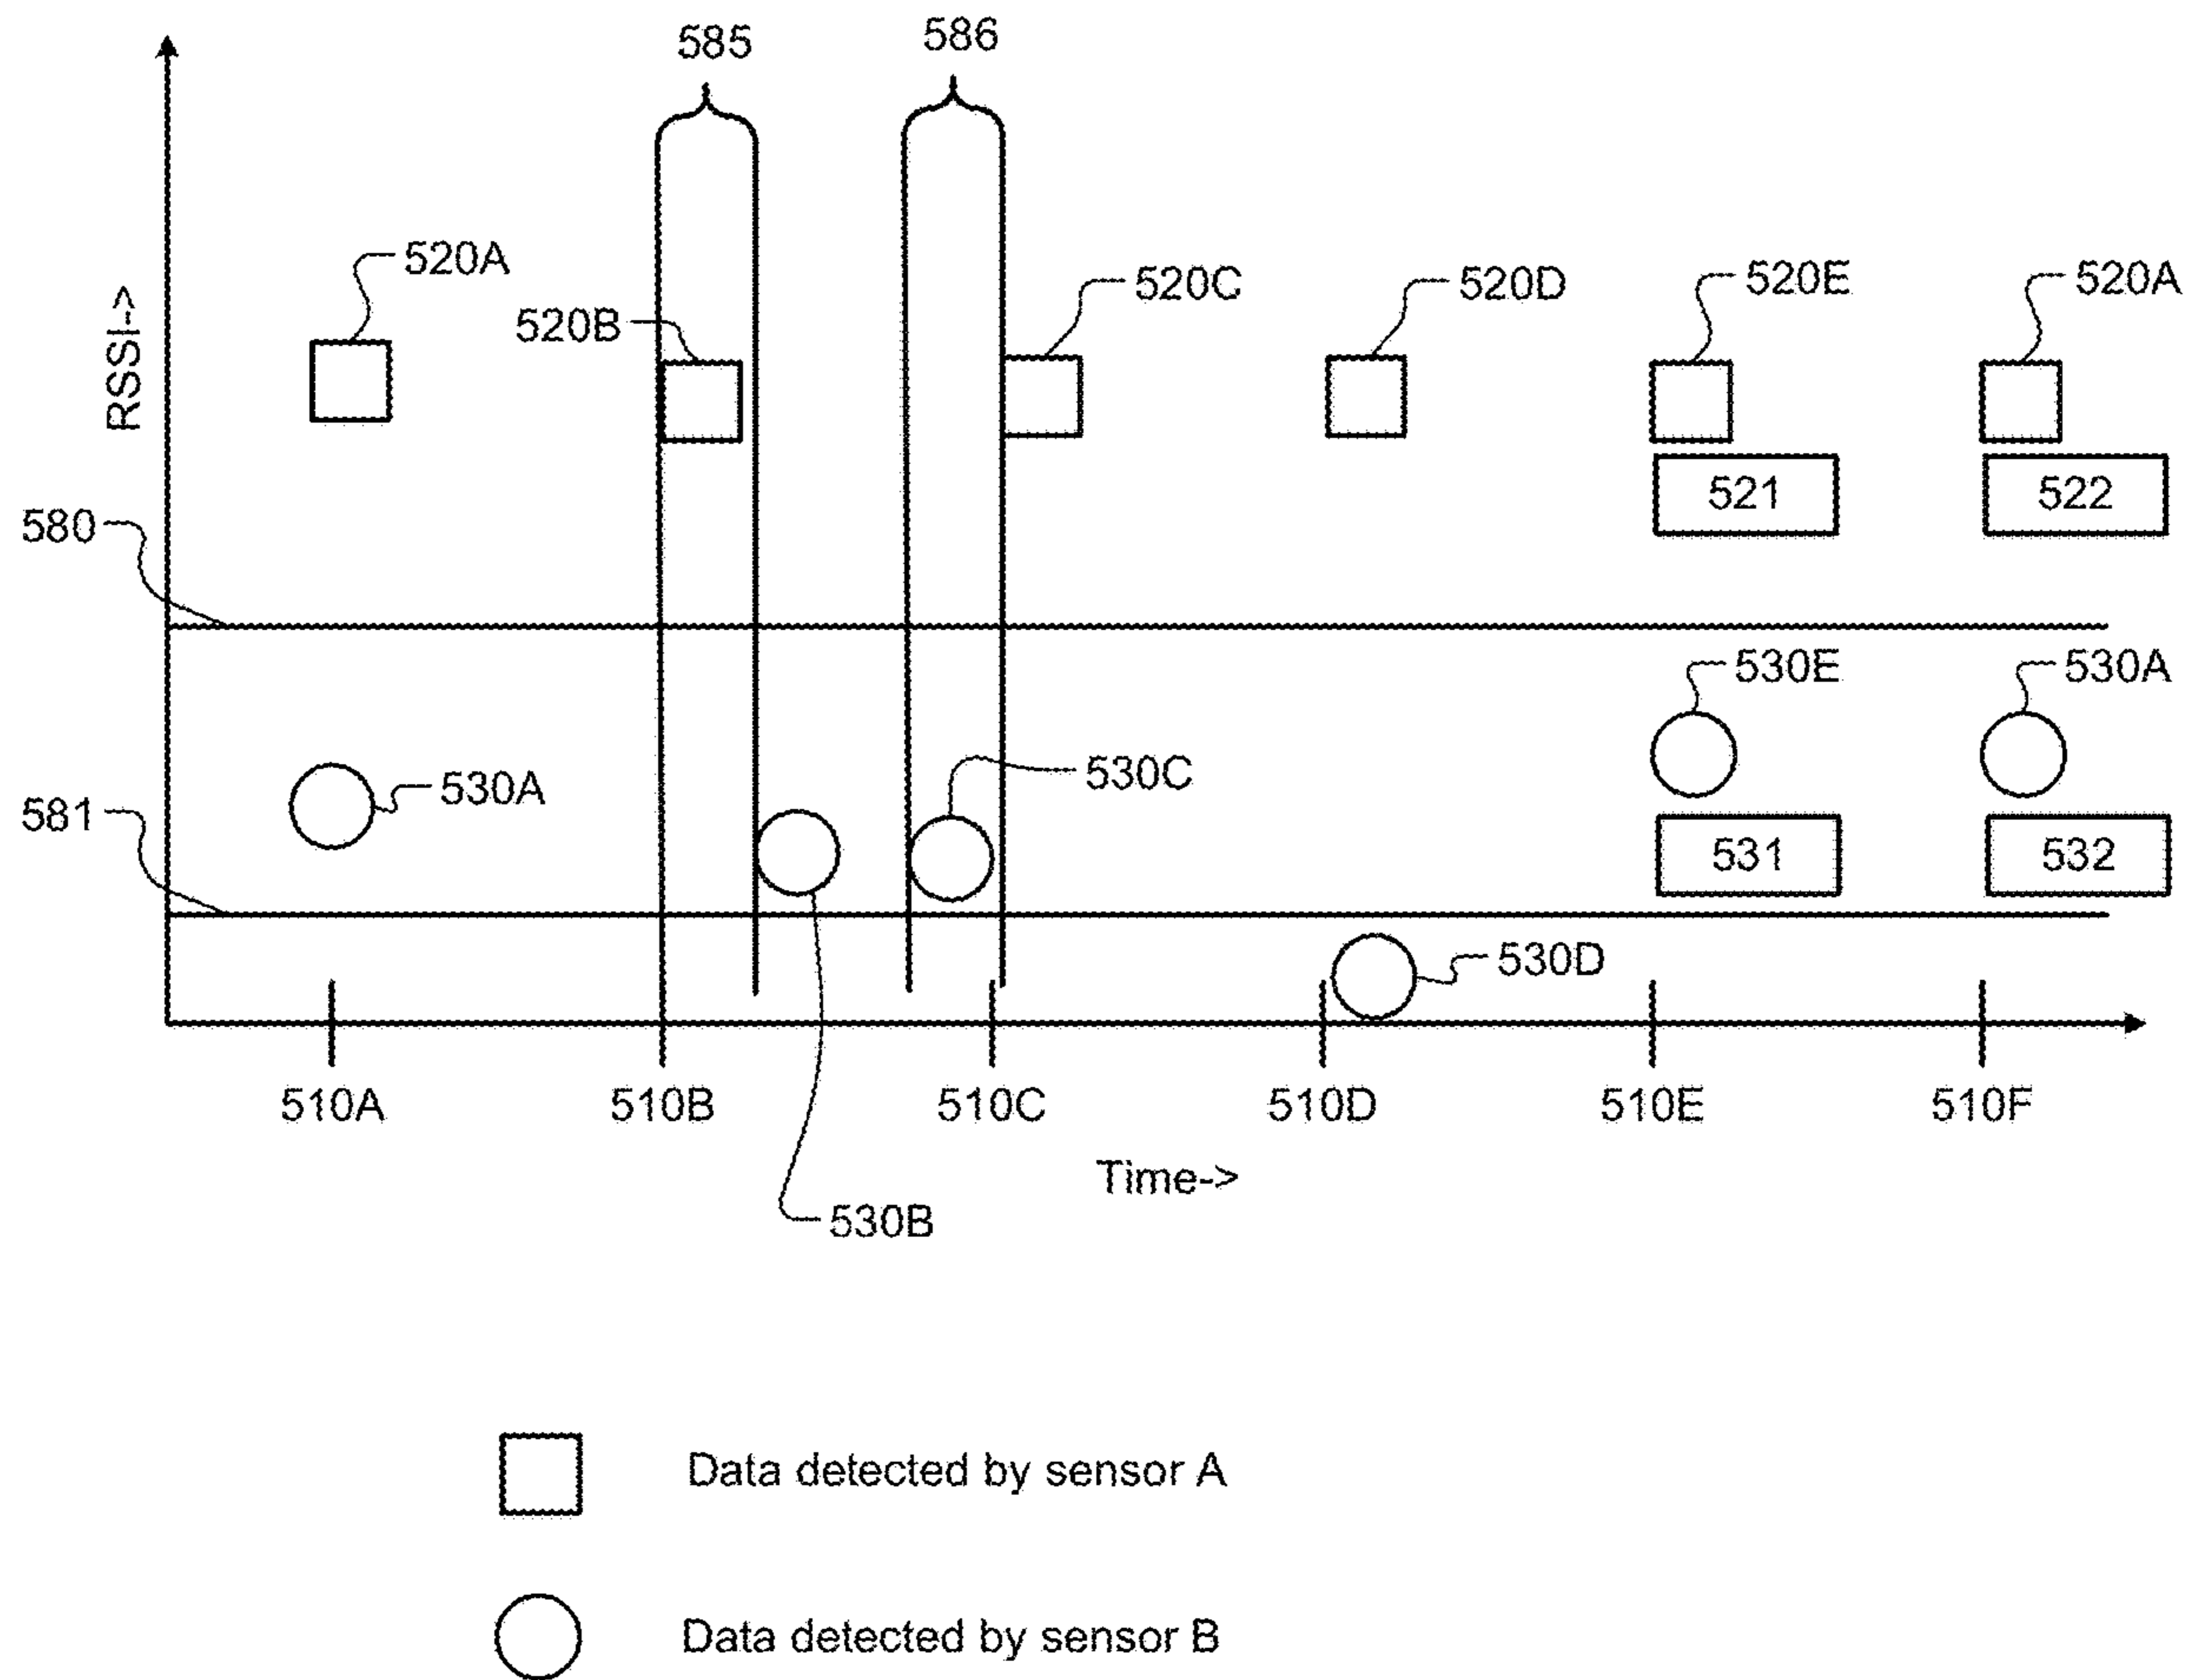 585
586
520A
520B
520C
520D
520E
520A
RSSI->
521
522
580
530E
530A
530A
530C
581
531
532
530D
510A
510B
510C
510D
510E
510F
Time->
530B
Data detected by sensor A
Data detected by sensor B